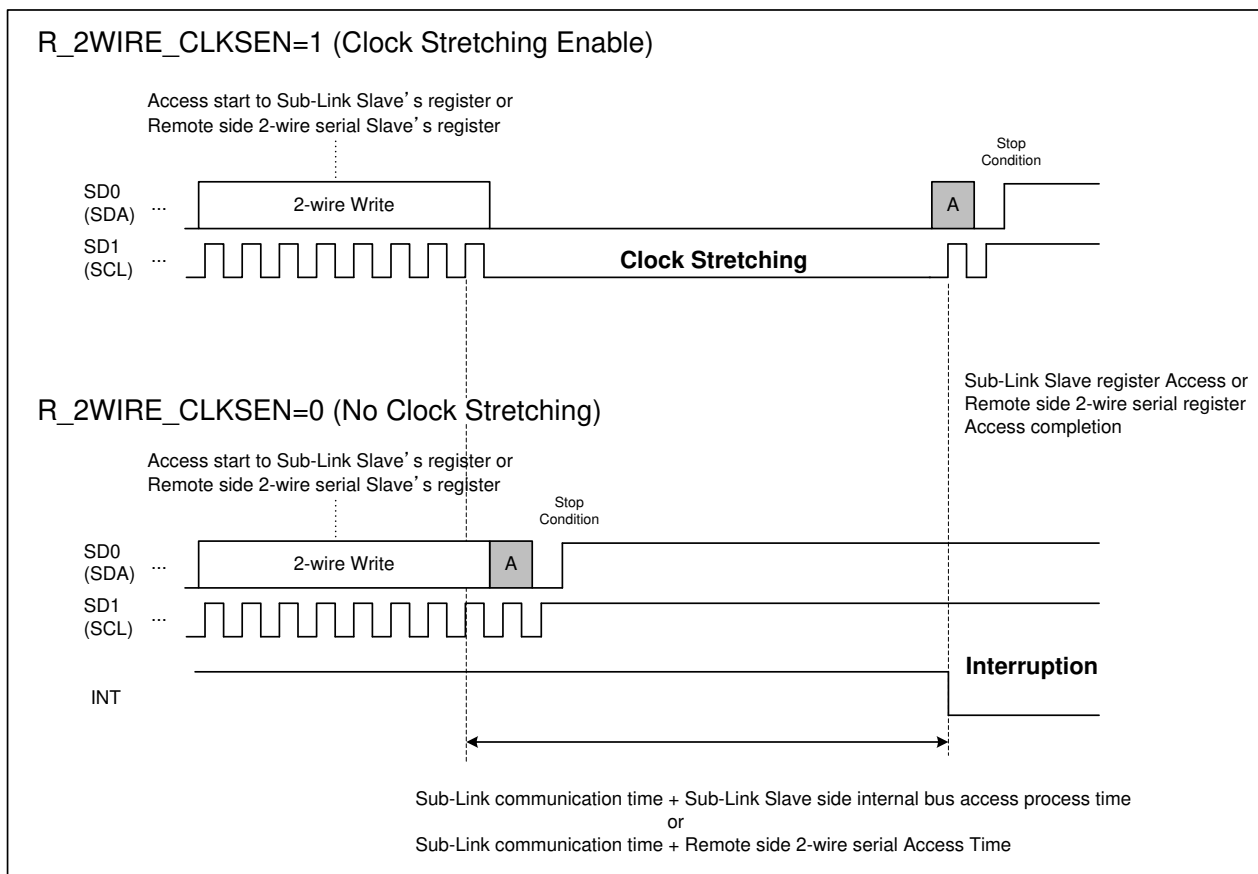 R_2WIRE_CLKSEN=1 (Clock Stretching Enable)
Access start to Sub-Link Slave's register or
Remote side 2-wire serial Slave's register
Stop
Condition
SD0
(SDA) ...
2-wire Write
A
SD1
(SCL) ...
Clock Stretching
Sub-Link Slave register Access or
Remote side 2-wire serial register
Access completion
R_2WIRE_CLKSEN=0 (No Clock Stretching)
Access start to Sub-Link Slave's register or
Remote side 2-wire serial Slave's register
Stop
Condition
SD0
(SDA) ...
2-wire Write
A
SD1
(SCL) ...
Interruption
INT
Sub-Link communication time + Sub-Link Slave side internal bus access process time
or
Sub-Link communication time + Remote side 2-wire serial Access Time